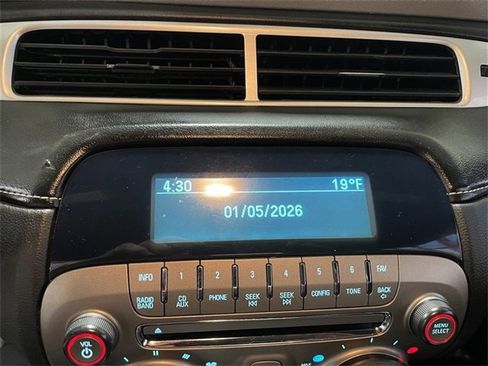 4:30 19°F
01/05/2026
INFO 1 2 3 4 5 6 FAV
RADIO BAND CD AUX PHONE SEEK SEEK CONFIG TONE BACK
VOL
MENU SELECT